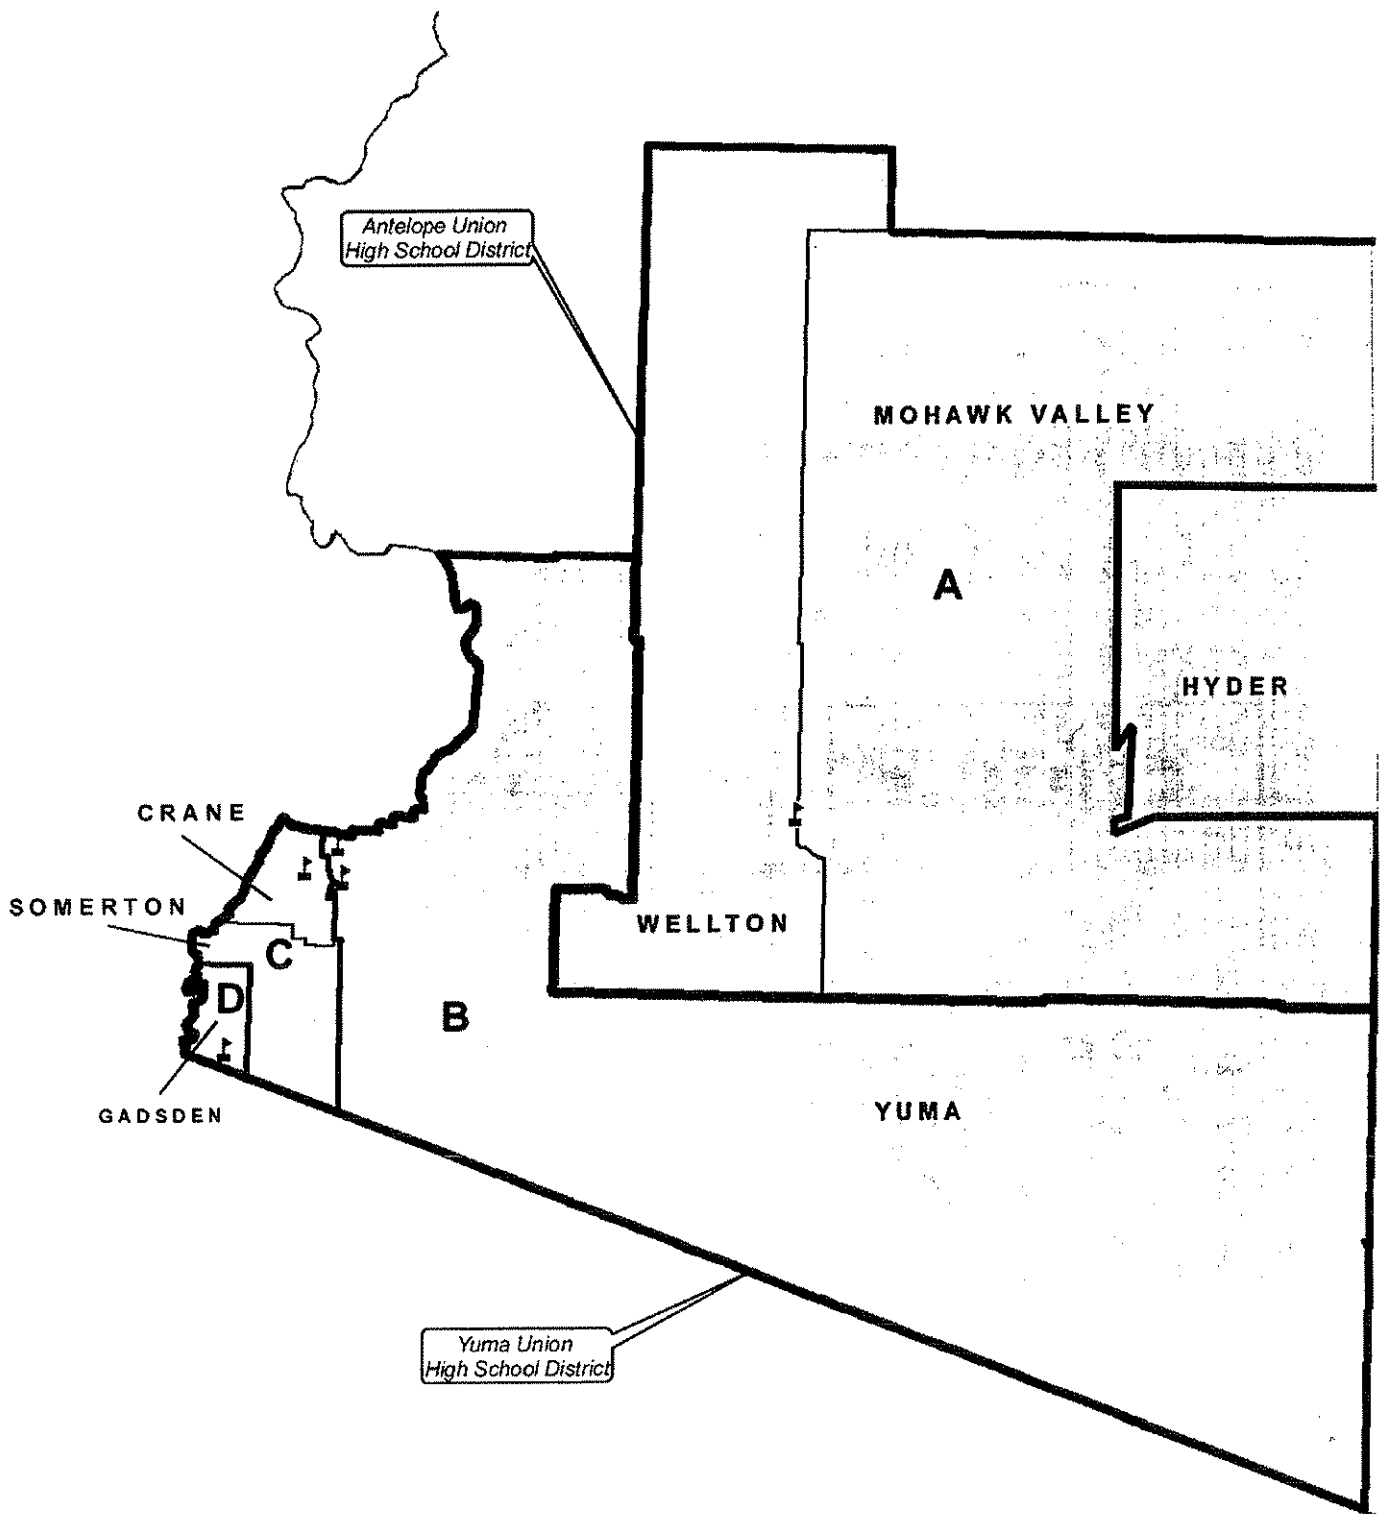 Antelope Union
High School District
MOHAWK VALLEY
A
HYDER
CRANE
SOMERTON
WELLTON
C
D
B
GADSDEN
YUMA
Yuma Union
High School District